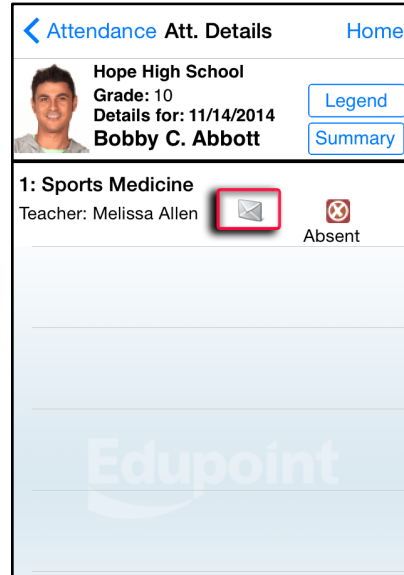 Attendance Att. Details Home
Hope High School
Grade: 10
Details for: 11/14/2014
Bobby C. Abbott
Legend
Summary
1: Sports Medicine
Teacher: Melissa Allen
Absent
Edupoint